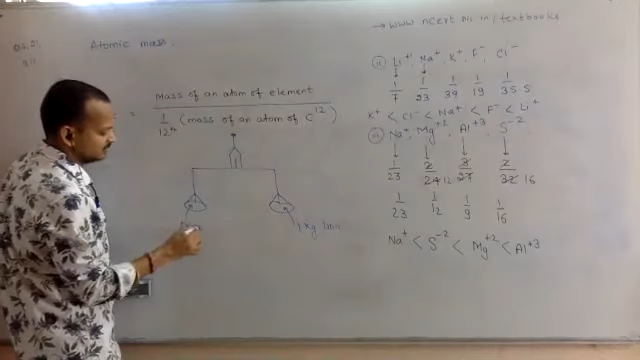 → www ncert nic in/textbooks
Atomic mass.
= Mass of an atom of element
1/12th (mass of an atom of C12)
1 kg
(i) Li+, Na+, K+, F-, Cl-
1/7 1/23 1/39 1/19 1/35.5
K+ < Cl- < Na+ < F- < Li+
(ii) Na+, Mg+2, Al+3, S-2
1/23 2/24 12 3/27 2/32 16
1/23 1/12 1/9 1/16
Na+ < S-2 < Mg+2 < Al+3